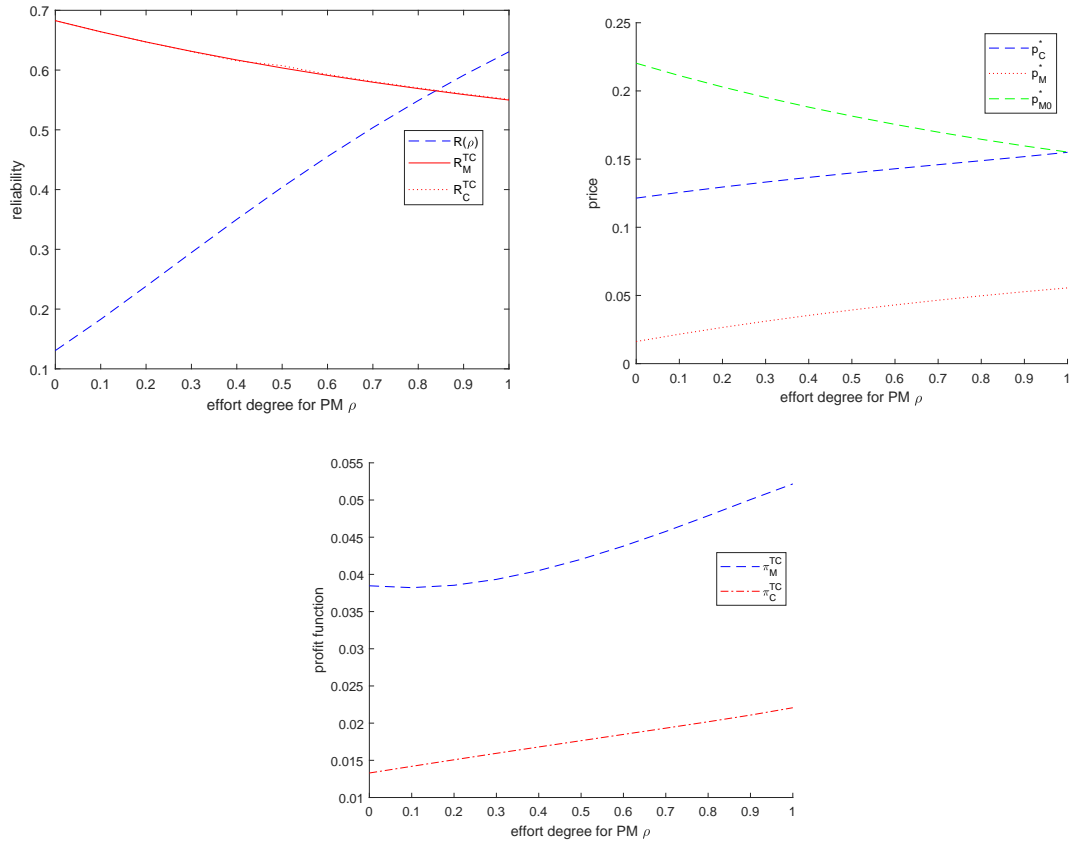 0.7
0.6
0.5
0.4
0.3
0.2
0.1
reliability
R(ρ)
R_M^TC
R_C^TC
0 0.1 0.2 0.3 0.4 0.5 0.6 0.7 0.8 0.9 1
effort degree for PM ρ
0.25
0.2
0.15
0.1
0.05
0
price
p_C^*
p_M^*
p_M0^*
0 0.1 0.2 0.3 0.4 0.5 0.6 0.7 0.8 0.9 1
effort degree for PM ρ
0.055
0.05
0.045
0.04
0.035
0.03
0.025
0.02
0.015
0.01
profit function
π_M^TC
π_C^TC
0 0.1 0.2 0.3 0.4 0.5 0.6 0.7 0.8 0.9 1
effort degree for PM ρ